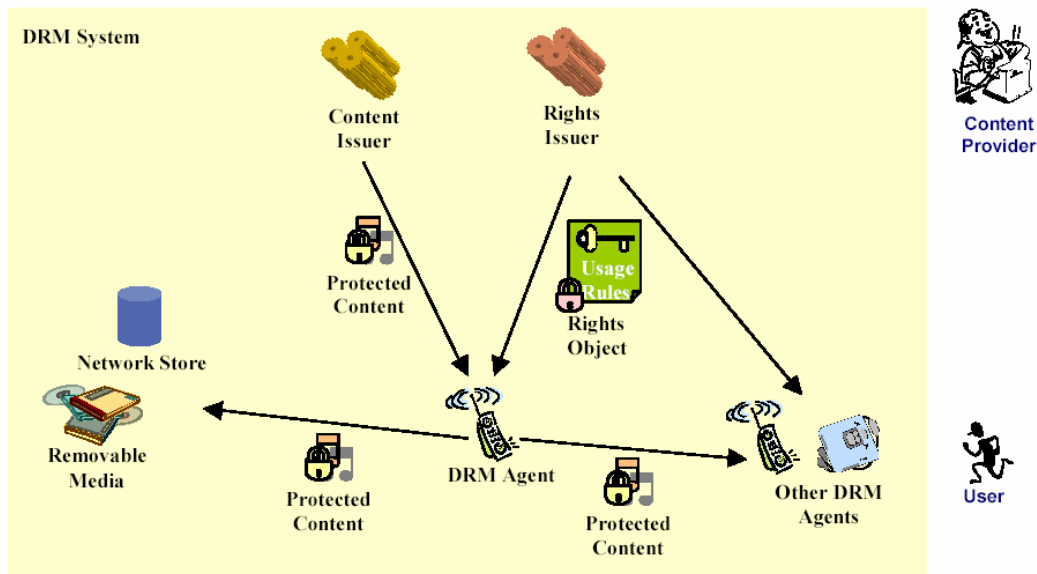 DRM System
Content
Issuer
Rights
Issuer
Content
Provider
Protected
Content
Usage
Rules
Rights
Object
Network Store
Removable
Media
Protected
Content
DRM Agent
Protected
Content
Other DRM
Agents
User